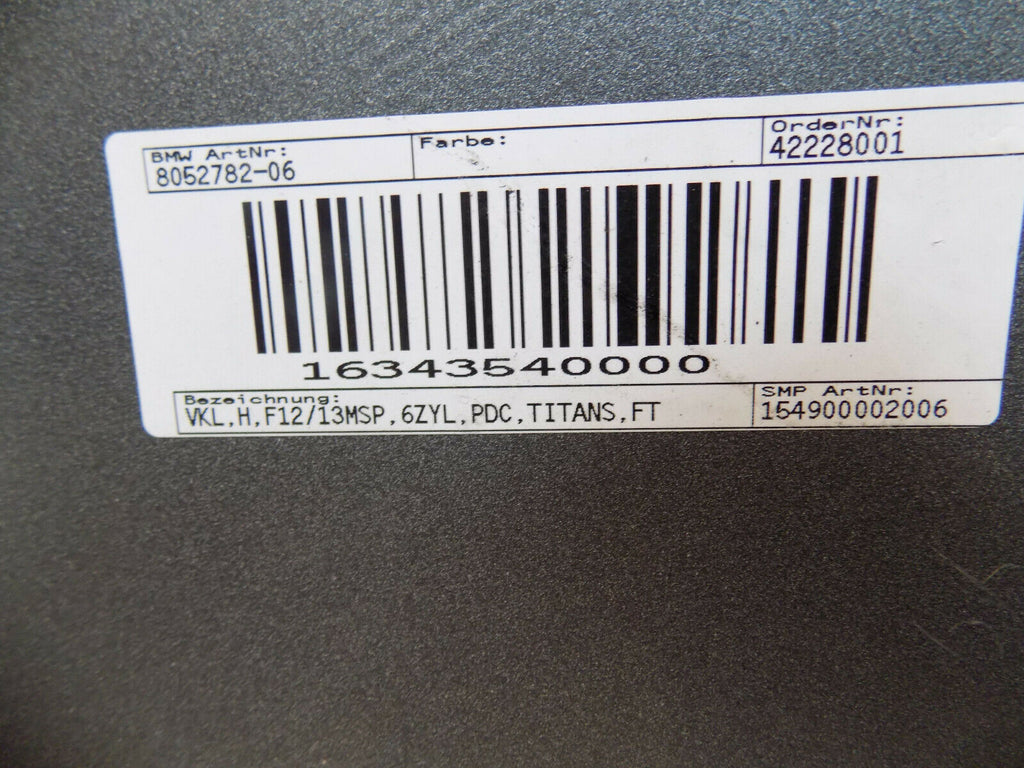 BMW ArtNr:
8052782-06
Farbe:
OrderNr:
42228001
16343540000
Bezeichnung:
VKL,H,F12/13MSP,6ZYL,PDC,TITANS,FT
SMP ArtNr:
154900002006